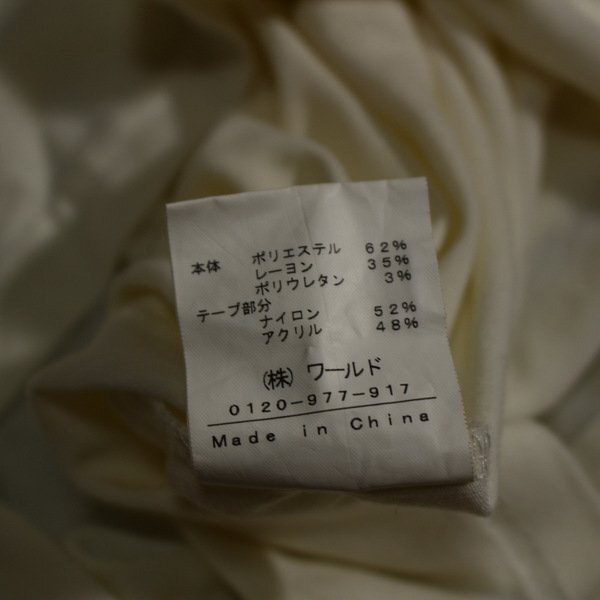 本体 ポリエステル 62%
レーヨン 35%
ポリウレタン 3%
テープ部分
ナイロン 52%
アクリル 48%
(株) ワールド
0120-977-917
Made in China